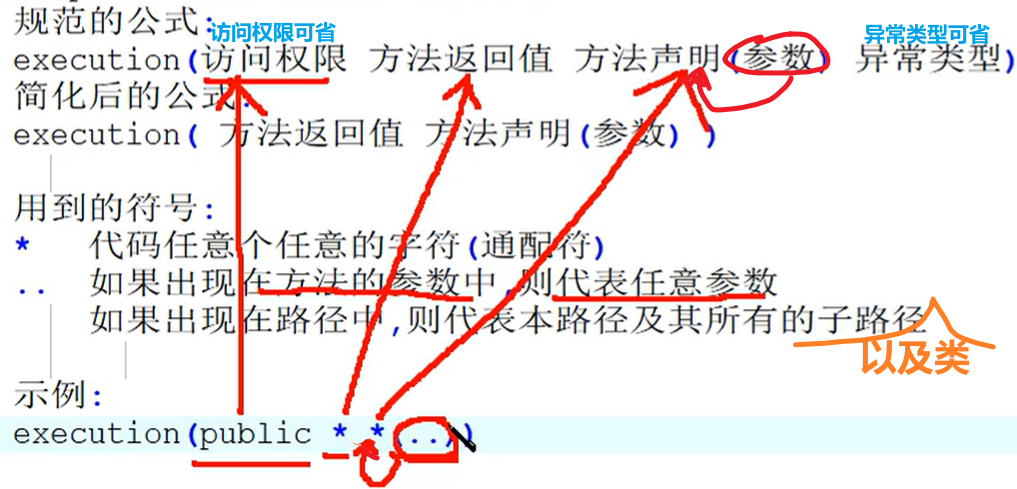 规范的公式:
访问权限可省
异常类型可省
execution(访问权限 方法返回值 方法声明(参数) 异常类型)
简化后的公式:
execution( 方法返回值 方法声明(参数) )
用到的符号:
* 代码任意个任意的字符(通配符)
.. 如果出现在方法的参数中,则代表任意参数
如果出现在路径中,则代表本路径及其所有的子路径
以及类
示例:
execution(public * *(..))